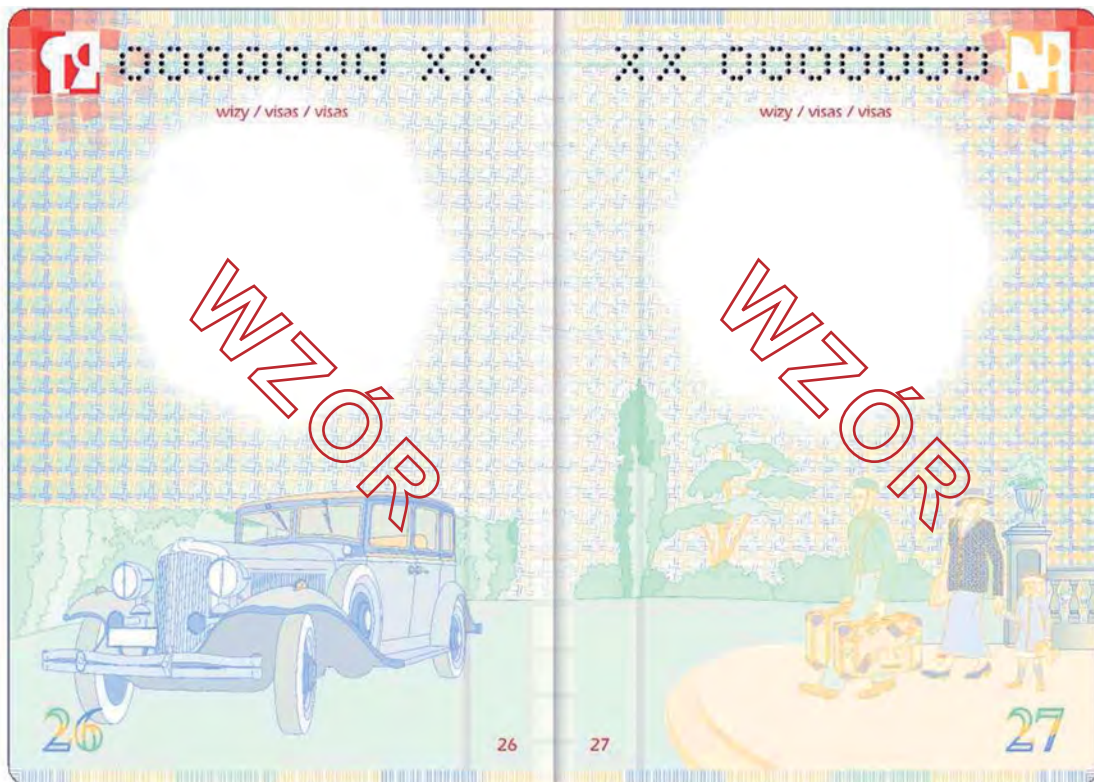 0000000 XX
wizy / visas / visas
WZÓR
26
26
XX 0000000
wizy / visas / visas
WZÓR
27
27